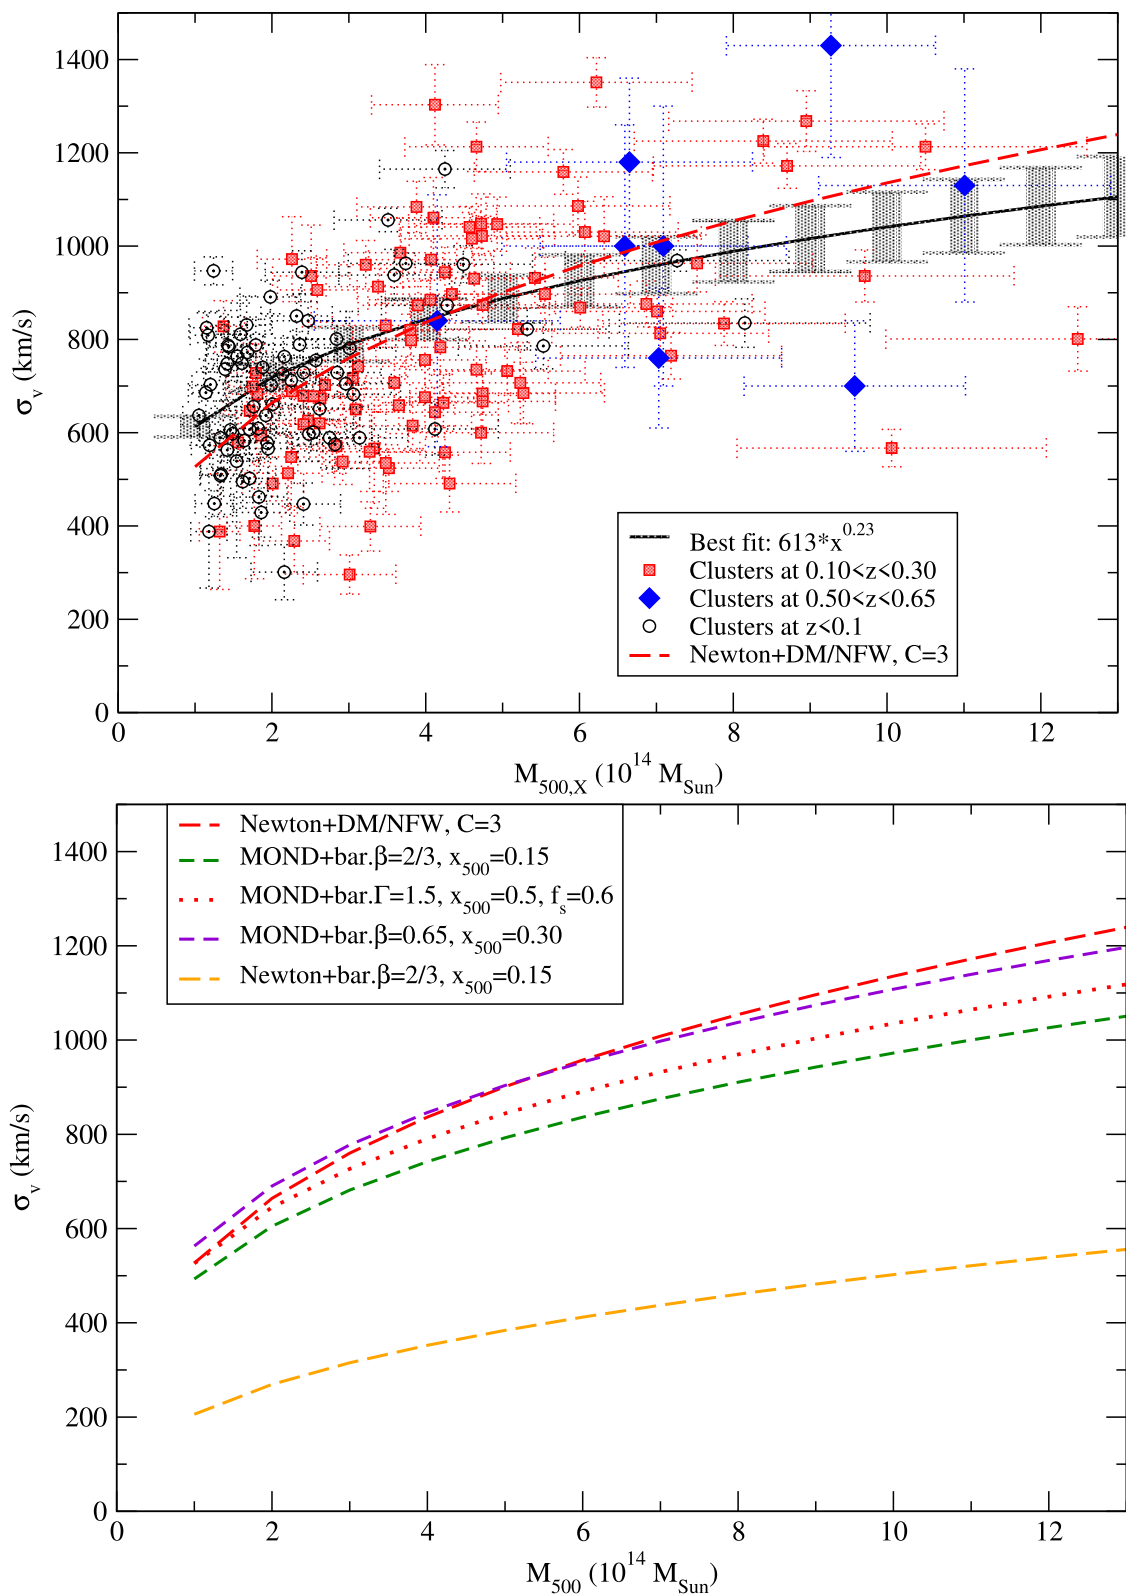 1400
1200
1000
800
600
400
200
0
σv (km/s)
Best fit: 613*x^0.23
Clusters at 0.10<z<0.30
Clusters at 0.50<z<0.65
Clusters at z<0.1
Newton+DM/NFW, C=3
0 2 4 6 8 10 12
M500,X (10^14 MSun)
Newton+DM/NFW, C=3
MOND+bar.β=2/3, x500=0.15
MOND+bar.Γ=1.5, x500=0.5, fs=0.6
MOND+bar.β=0.65, x500=0.30
Newton+bar.β=2/3, x500=0.15
1400
1200
1000
800
600
400
200
0
σv (km/s)
0 2 4 6 8 10 12
M500 (10^14 MSun)